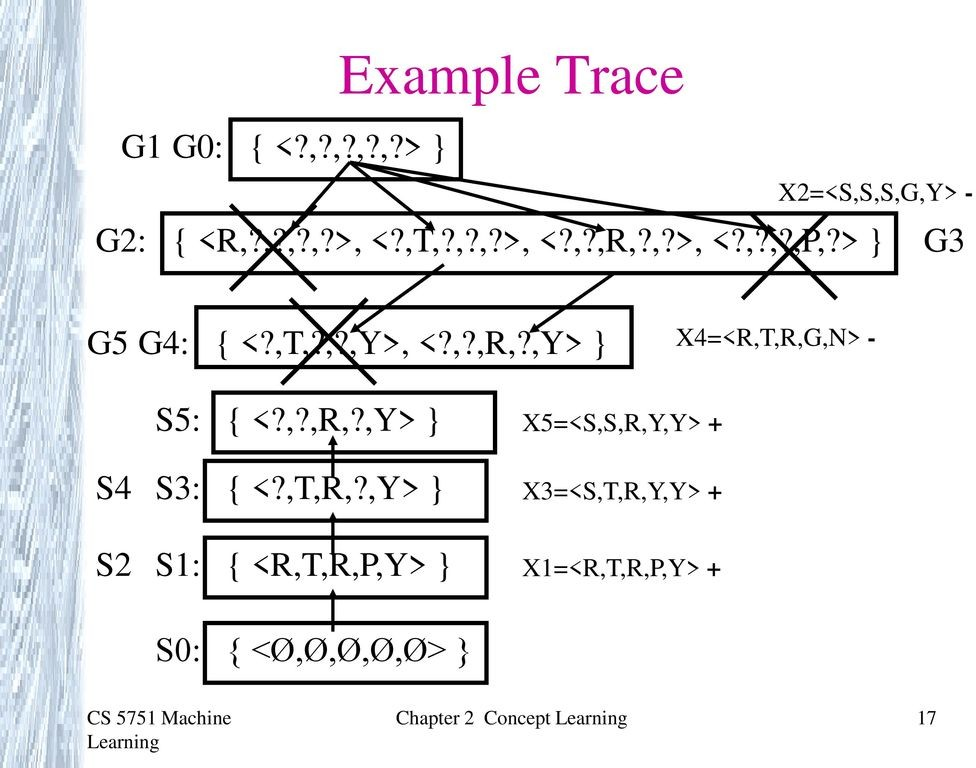 Example Trace
G1 G0: { <?,?,?,?,?> }
X2=<S,S,S,G,Y> -
G2: { <R,?,?,?,?>, <?,T,?,?,?>, <?,?,R,?,?>, <?,?,?,P,?> } G3
G5 G4: { <?,T,?,?,Y>, <?,?,R,?,Y> } X4=<R,T,R,G,N> -
S5: { <?,?,R,?,Y> } X5=<S,S,R,Y,Y> +
S4 S3: { <?,T,R,?,Y> } X3=<S,T,R,Y,Y> +
S2 S1: { <R,T,R,P,Y> } X1=<R,T,R,P,Y> +
S0: { <Ø,Ø,Ø,Ø,Ø> }
CS 5751 Machine Learning
Chapter 2 Concept Learning
17